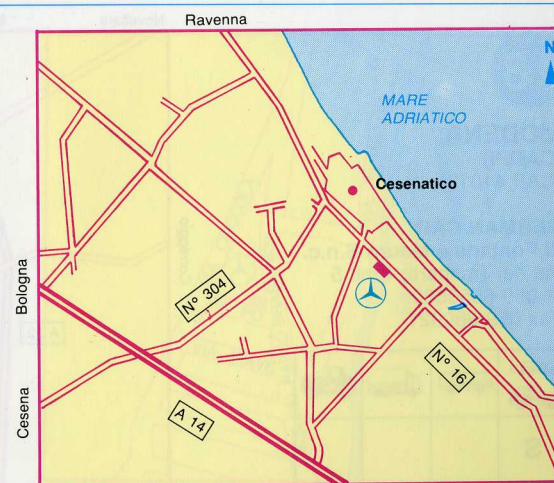 Ravenna
N
MARE
ADRIATICO
Cesenatico
Bologna
N° 304
N° 16
Cesena
A 14